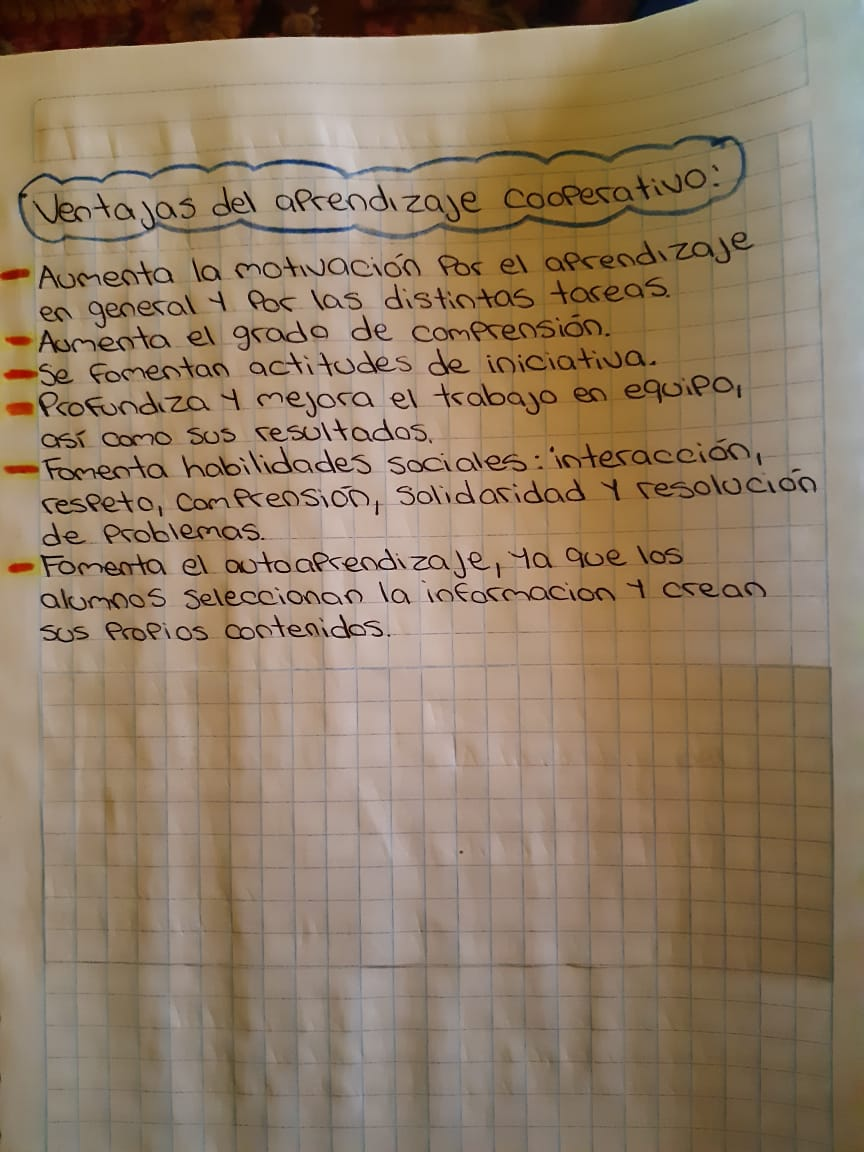 Ventajas del aprendizaje cooperativo:
- Aumenta la motivación por el aprendizaje
en general y por las distintas tareas.
- Aumenta el grado de comprensión.
- Se fomentan actitudes de iniciativa.
- Profundiza y mejora el trabajo en equipo,
así como sus resultados.
- Fomenta habilidades sociales: interacción,
respeto, comprensión, solidaridad y resolución
de problemas.
- Fomenta el autoaprendizaje, ya que los
alumnos seleccionan la informacion y crean
sus propios contenidos.